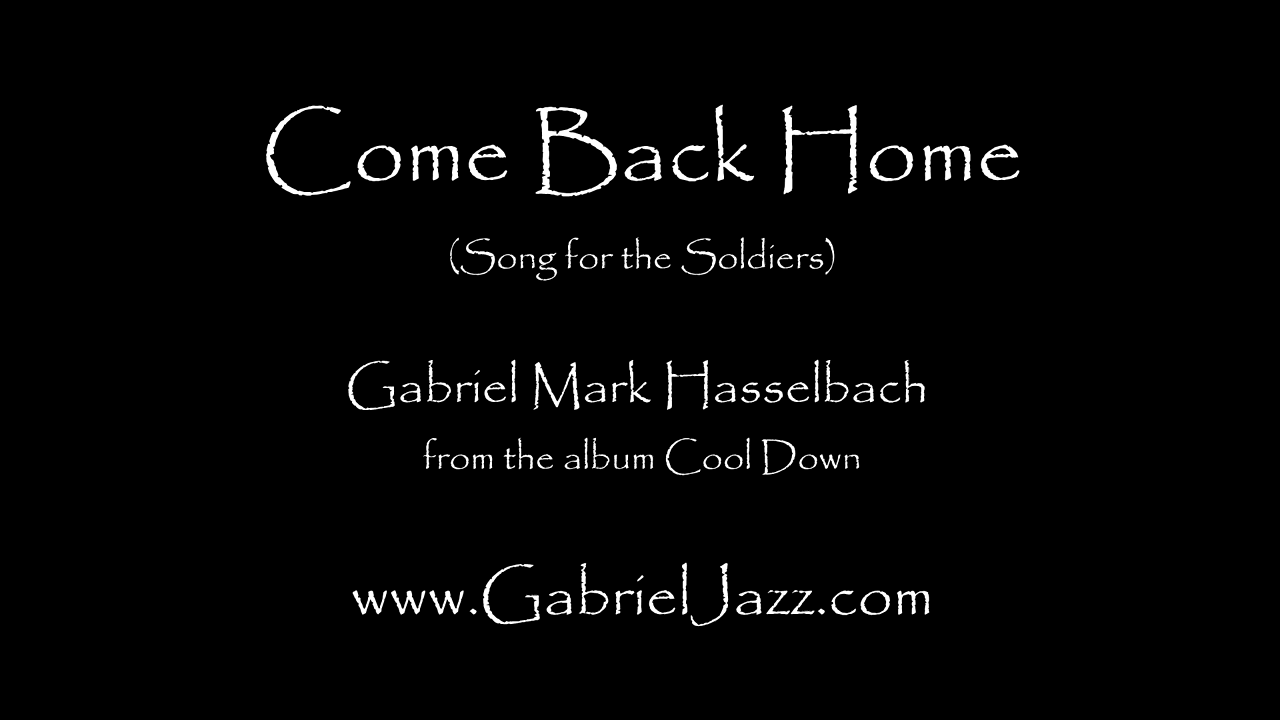 Come Back Home
(Song for the Soldiers)
Gabriel Mark Hasselbach
from the album Cool Down
www.GabrielJazz.com